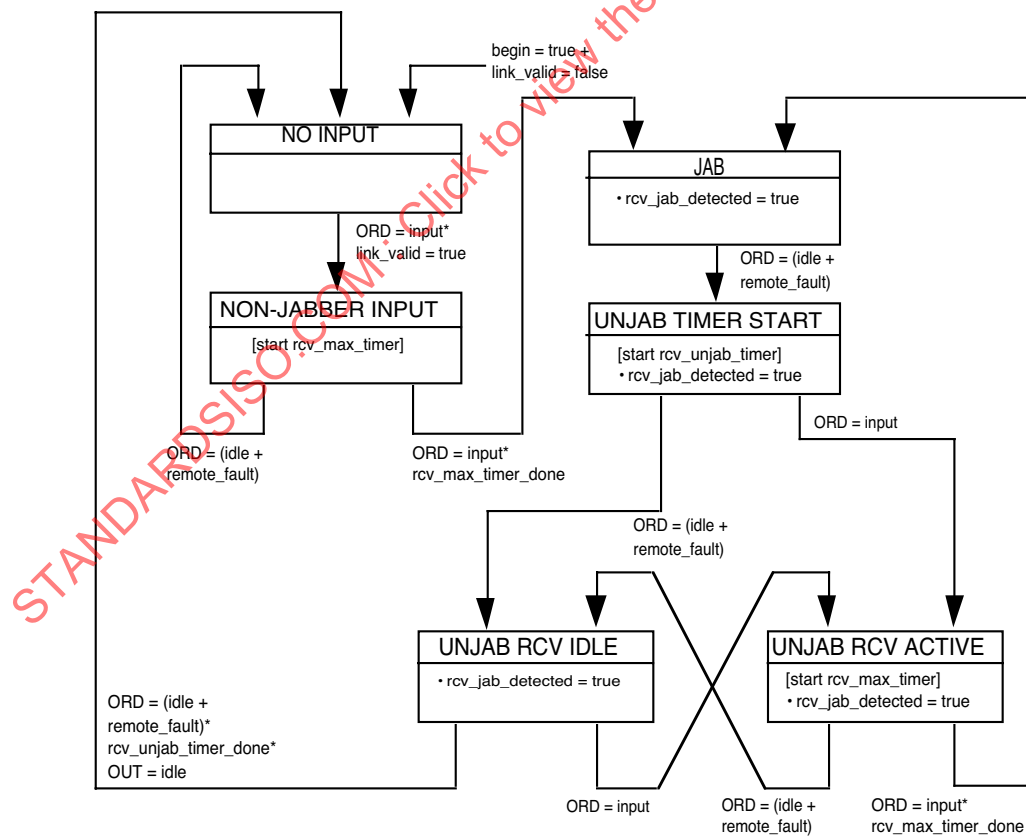 begin = true +
link_valid = false
NO INPUT
ORD = input*
link_valid = true
NON-JABBER INPUT
[start rcv_max_timer]
ORD = (idle +
remote_fault)
ORD = input*
rcv_max_timer_done
JAB
• rcv_jab_detected = true
ORD = (idle +
remote_fault)
UNJAB TIMER START
[start rcv_unjab_timer]
• rcv_jab_detected = true
ORD = input
ORD = (idle +
remote_fault)
UNJAB RCV IDLE
• rcv_jab_detected = true
UNJAB RCV ACTIVE
[start rcv_max_timer]
• rcv_jab_detected = true
ORD = (idle +
remote_fault)*
rcv_unjab_timer_done*
OUT = idle
ORD = input
ORD = (idle +
remote_fault)
ORD = input*
rcv_max_timer_done
STANDARDSISO.COM : Click to view the